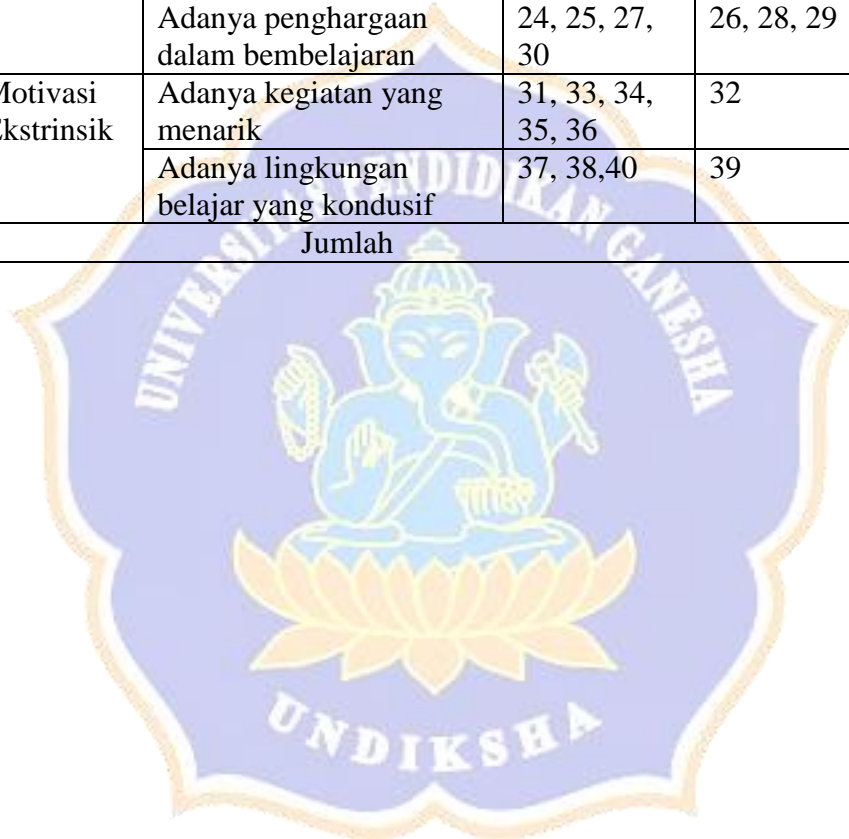 Adanya penghargaan 24, 25, 27, 26, 28, 29
dalam bembelajaran 30
Motivasi Adanya kegiatan yang 31, 33, 34, 32
Ekstrinsik menarik 35, 36
Adanya lingkungan 37, 38,40 39
belajar yang kondusif
Jumlah
UNIVERSITAS PENDIDIKAN GANESHA
UNDIKSHA